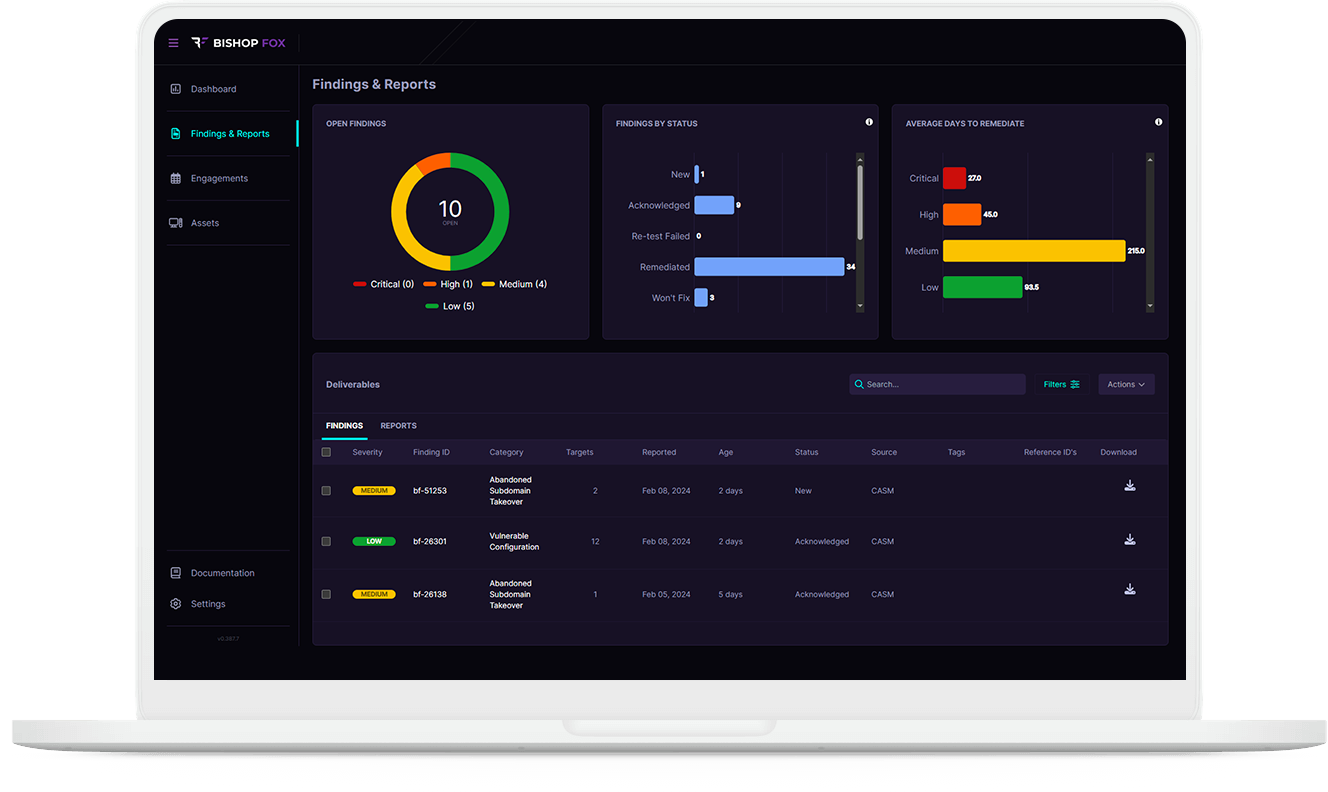 BISHOP FOX
Dashboard
Findings & Reports
Engagements
Assets
Documentation
Settings
v0.387.7
Findings & Reports
OPEN FINDINGS
10
OPEN
Critical (0) High (1) Medium (4)
Low (5)
FINDINGS BY STATUS
New 1
Acknowledged 9
Re-test Failed 0
Remediated 34
Won't Fix 3
AVERAGE DAYS TO REMEDIATE
Critical 27.0
High 45.0
Medium 215.0
Low 93.5
Deliverables
Search...
Filters
Actions
FINDINGS REPORTS
Severity Finding ID Category Targets Reported Age Status Source Tags Reference ID's Download
MEDIUM bf-51253 Abandoned Subdomain Takeover 2 Feb 08, 2024 2 days New CASM
LOW bf-26301 Vulnerable Configuration 12 Feb 08, 2024 2 days Acknowledged CASM
MEDIUM bf-26138 Abandoned Subdomain Takeover 1 Feb 05, 2024 5 days Acknowledged CASM